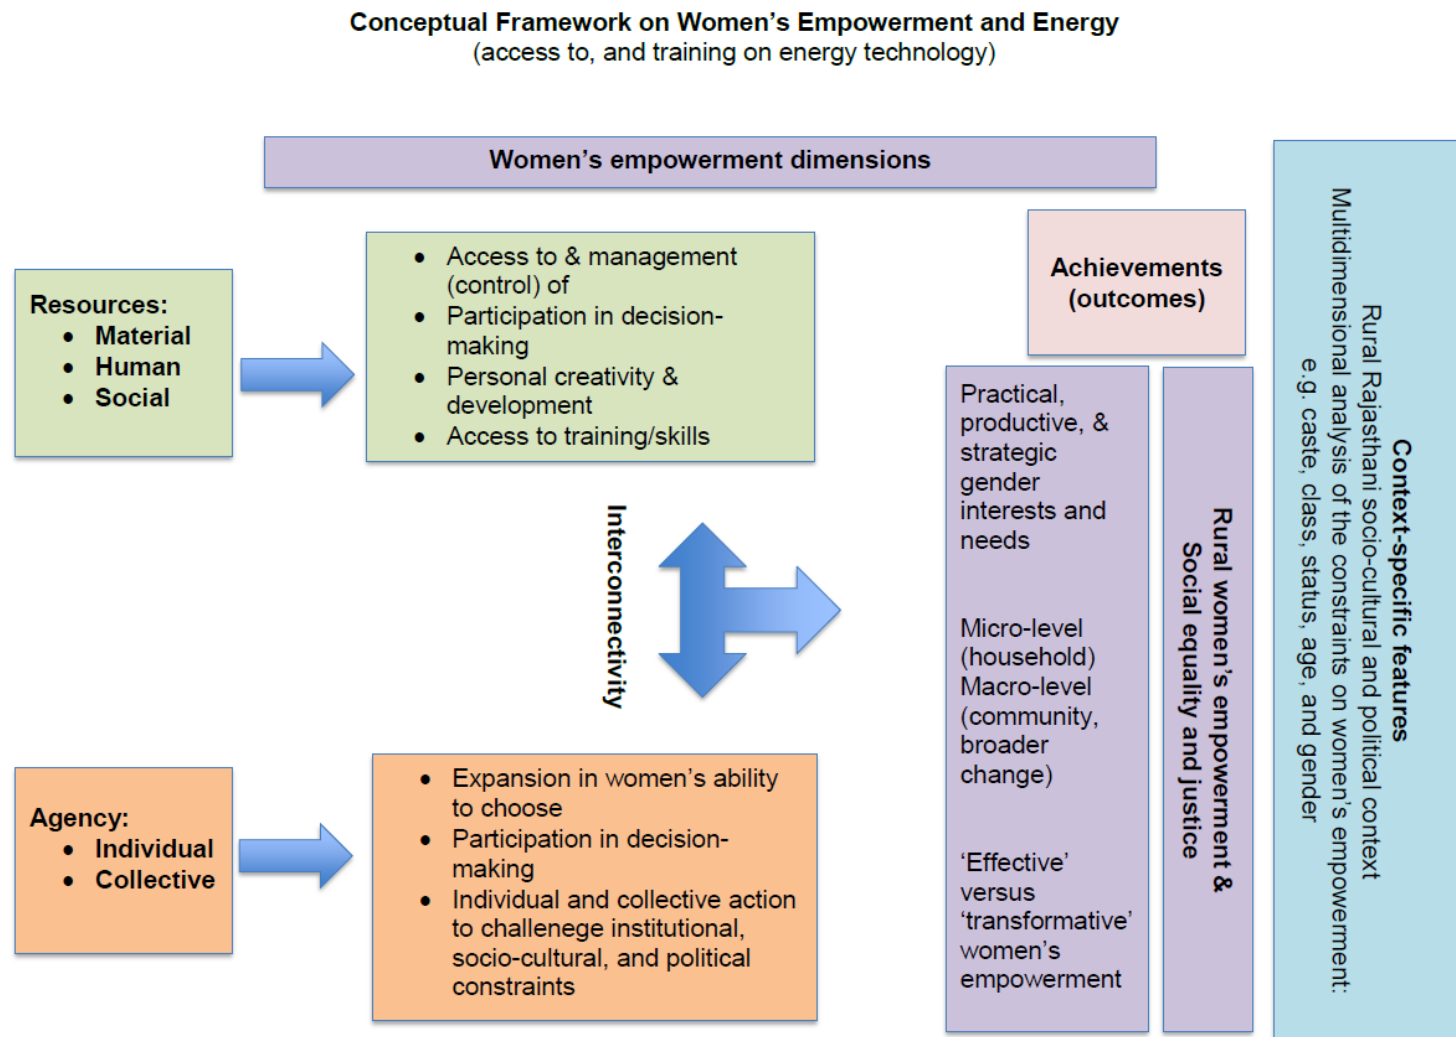 Conceptual Framework on Women’s Empowerment and Energy
(access to, and training on energy technology)
Women’s empowerment dimensions
Resources:
• Material
• Human
• Social
• Access to & management
(control) of
• Participation in decision-
making
• Personal creativity &
development
• Access to training/skills
Interconnectivity
Agency:
• Individual
• Collective
• Expansion in women’s ability
to choose
• Participation in decision-
making
• Individual and collective action
to challenege institutional,
socio-cultural, and political
constraints
Achievements
(outcomes)
Practical,
productive, &
strategic
gender
interests and
needs
Micro-level
(household)
Macro-level
(community,
broader
change)
‘Effective’
versus
‘transformative’
women’s
empowerment
Rural women’s empowerment &
Social equality and justice
Context-specific features
Rural Rajasthani socio-cultural and political context
Multidimensional analysis of the constraints on women’s empowerment:
e.g. caste, class, status, age, and gender